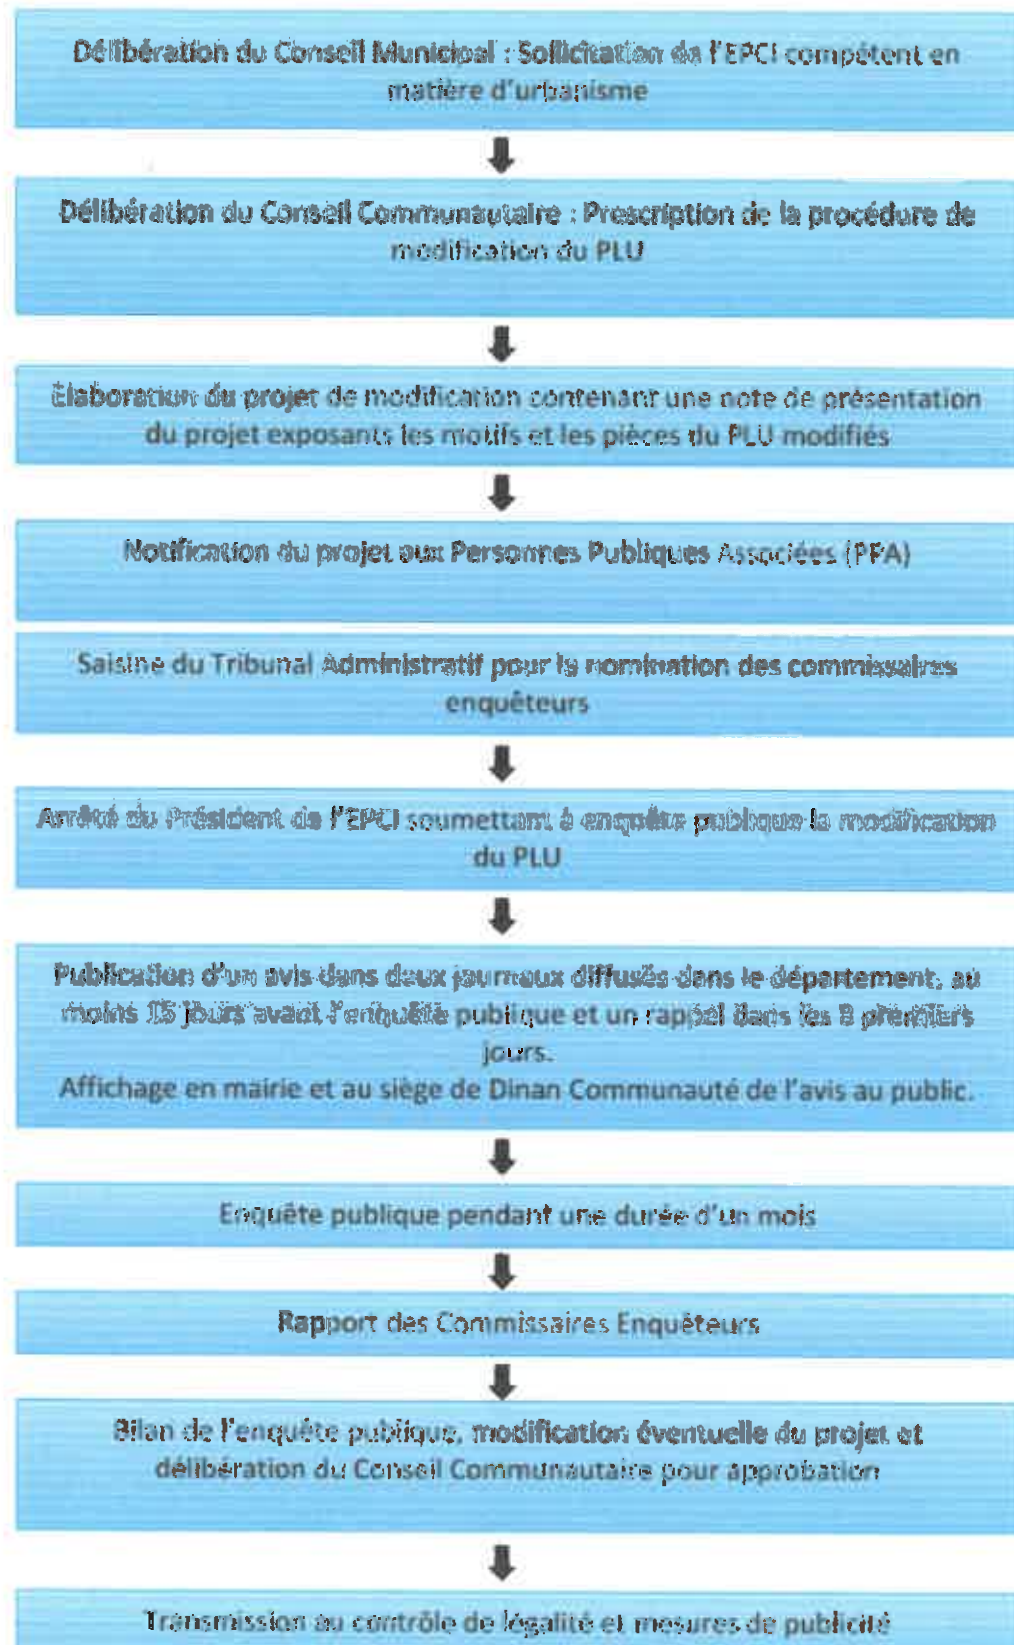 Délibération du Conseil Municipal : Sollicitation de l'EPCI compétent en
matière d'urbanisme
Délibération du Conseil Communautaire : Prescription de la procédure de
modification du PLU
Elaboration du projet de modification contenant une note de présentation
du projet exposants les motifs et les pièces du PLU modifiés
Notification du projet aux Personnes Publiques Associées (PPA)
Saisine du Tribunal Administratif pour la nomination des commissaires
enquêteurs
Arrêté du Président de l'EPCI soumettant à enquête publique la modification
du PLU
Publication d'un avis dans deux journaux diffusés dans le département, au
moins 15 jours avant l'enquête publique et un rappel dans les 8 premiers
jours.
Affichage en mairie et au siège de Dinan Communauté de l'avis au public.
Enquête publique pendant une durée d'un mois
Rapport des Commissaires Enquêteurs
Bilan de l'enquête publique, modification éventuelle du projet et
délibération du Conseil Communautaire pour approbation
Transmission au contrôle de légalité et mesures de publicité